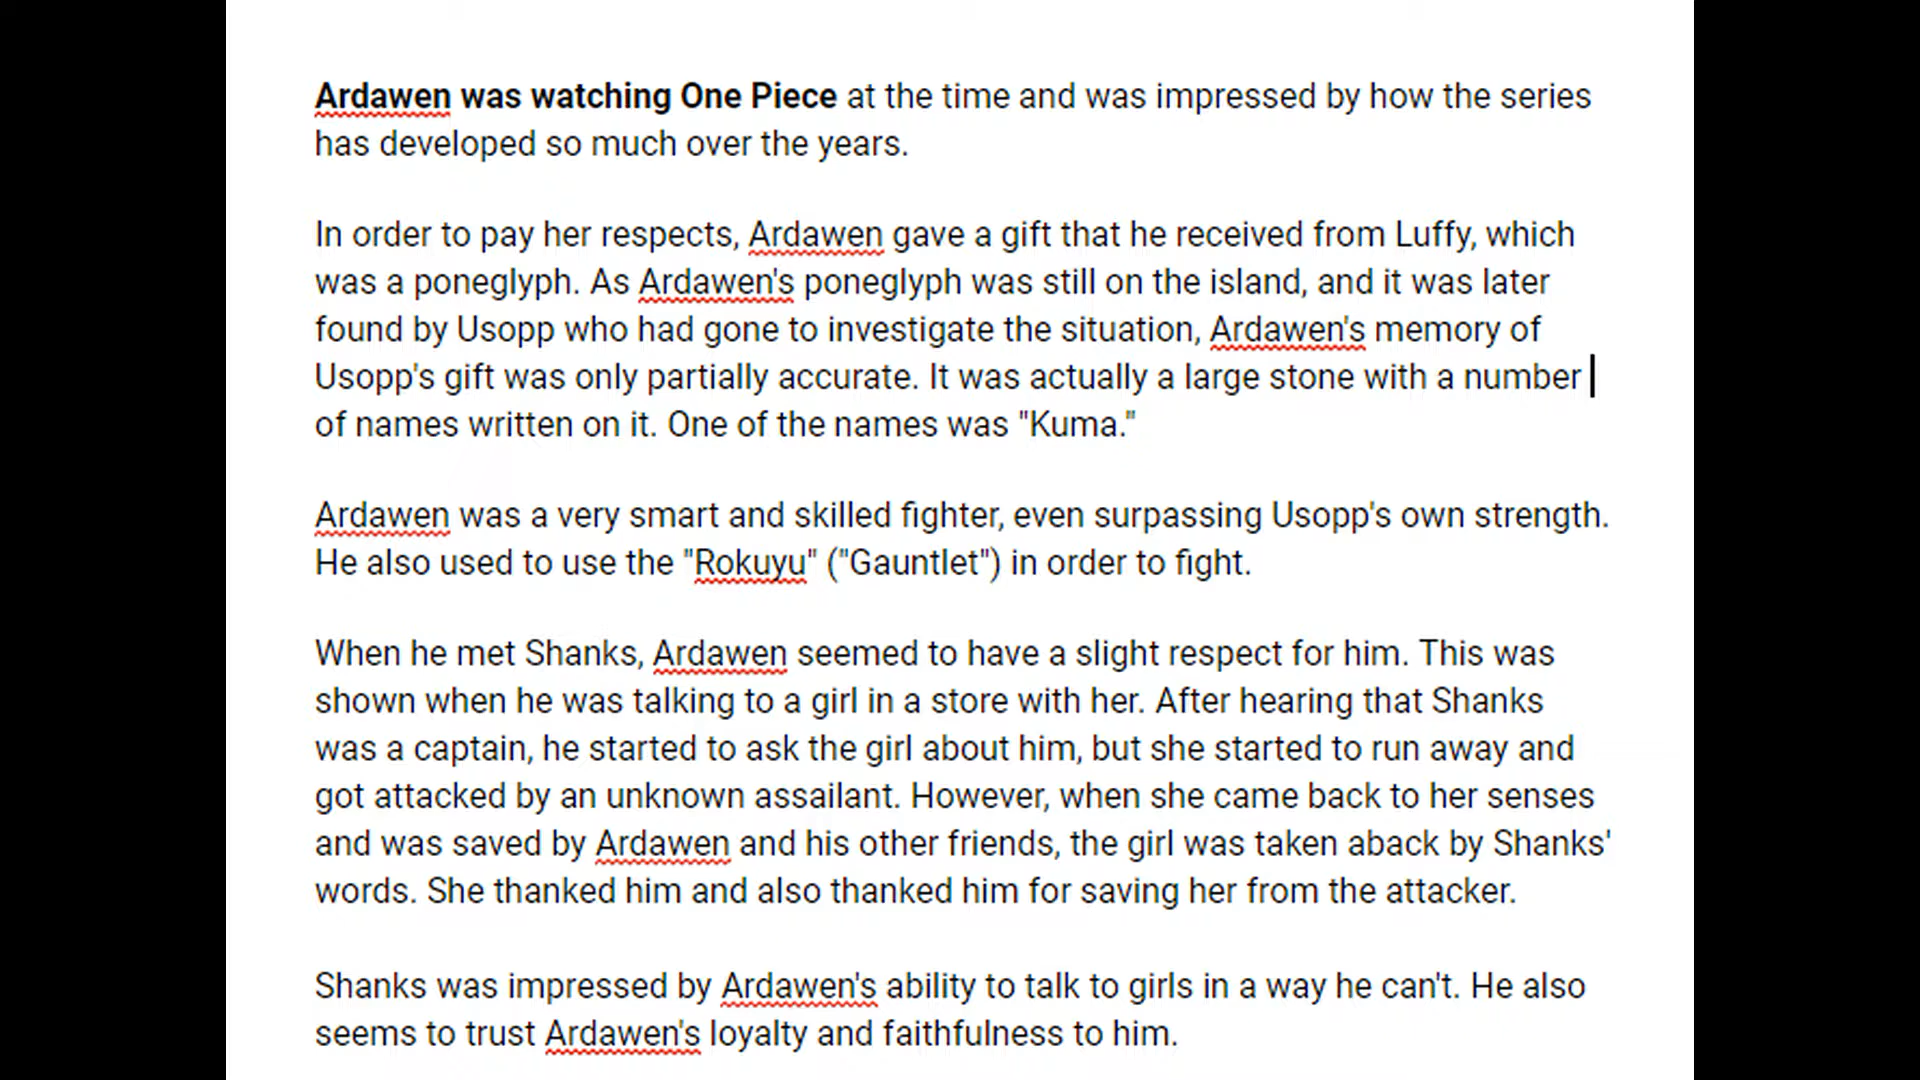 Ardawen was watching One Piece at the time and was impressed by how the series
has developed so much over the years.
In order to pay her respects, Ardawen gave a gift that he received from Luffy, which
was a poneglyph. As Ardawen's poneglyph was still on the island, and it was later
found by Usopp who had gone to investigate the situation, Ardawen's memory of
Usopp's gift was only partially accurate. It was actually a large stone with a number
of names written on it. One of the names was "Kuma."
Ardawen was a very smart and skilled fighter, even surpassing Usopp's own strength.
He also used to use the "Rokuyu" ("Gauntlet") in order to fight.
When he met Shanks, Ardawen seemed to have a slight respect for him. This was
shown when he was talking to a girl in a store with her. After hearing that Shanks
was a captain, he started to ask the girl about him, but she started to run away and
got attacked by an unknown assailant. However, when she came back to her senses
and was saved by Ardawen and his other friends, the girl was taken aback by Shanks'
words. She thanked him and also thanked him for saving her from the attacker.
Shanks was impressed by Ardawen's ability to talk to girls in a way he can't. He also
seems to trust Ardawen's loyalty and faithfulness to him.